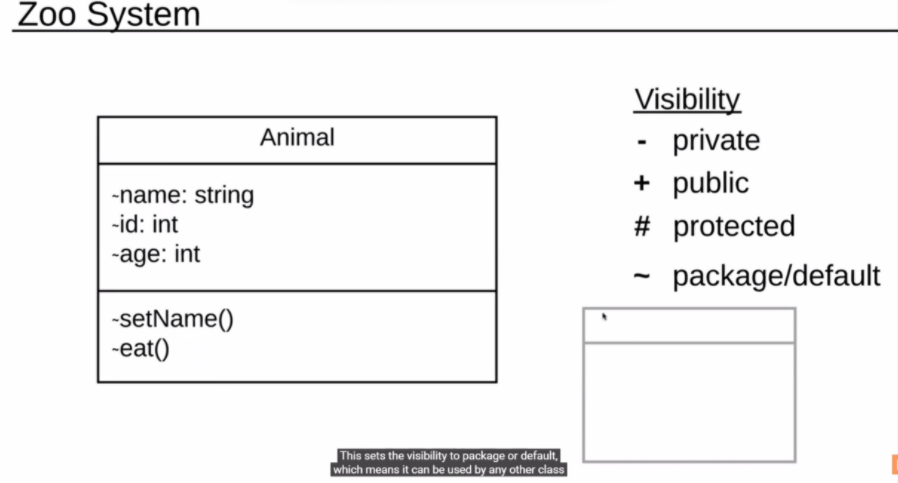 Zoo System
Animal
~name: string
~id: int
~age: int
~setName()
~eat()
Visibility
- private
+ public
# protected
~ package/default
This sets the visibility to package or default,
which means it can be used by any other class